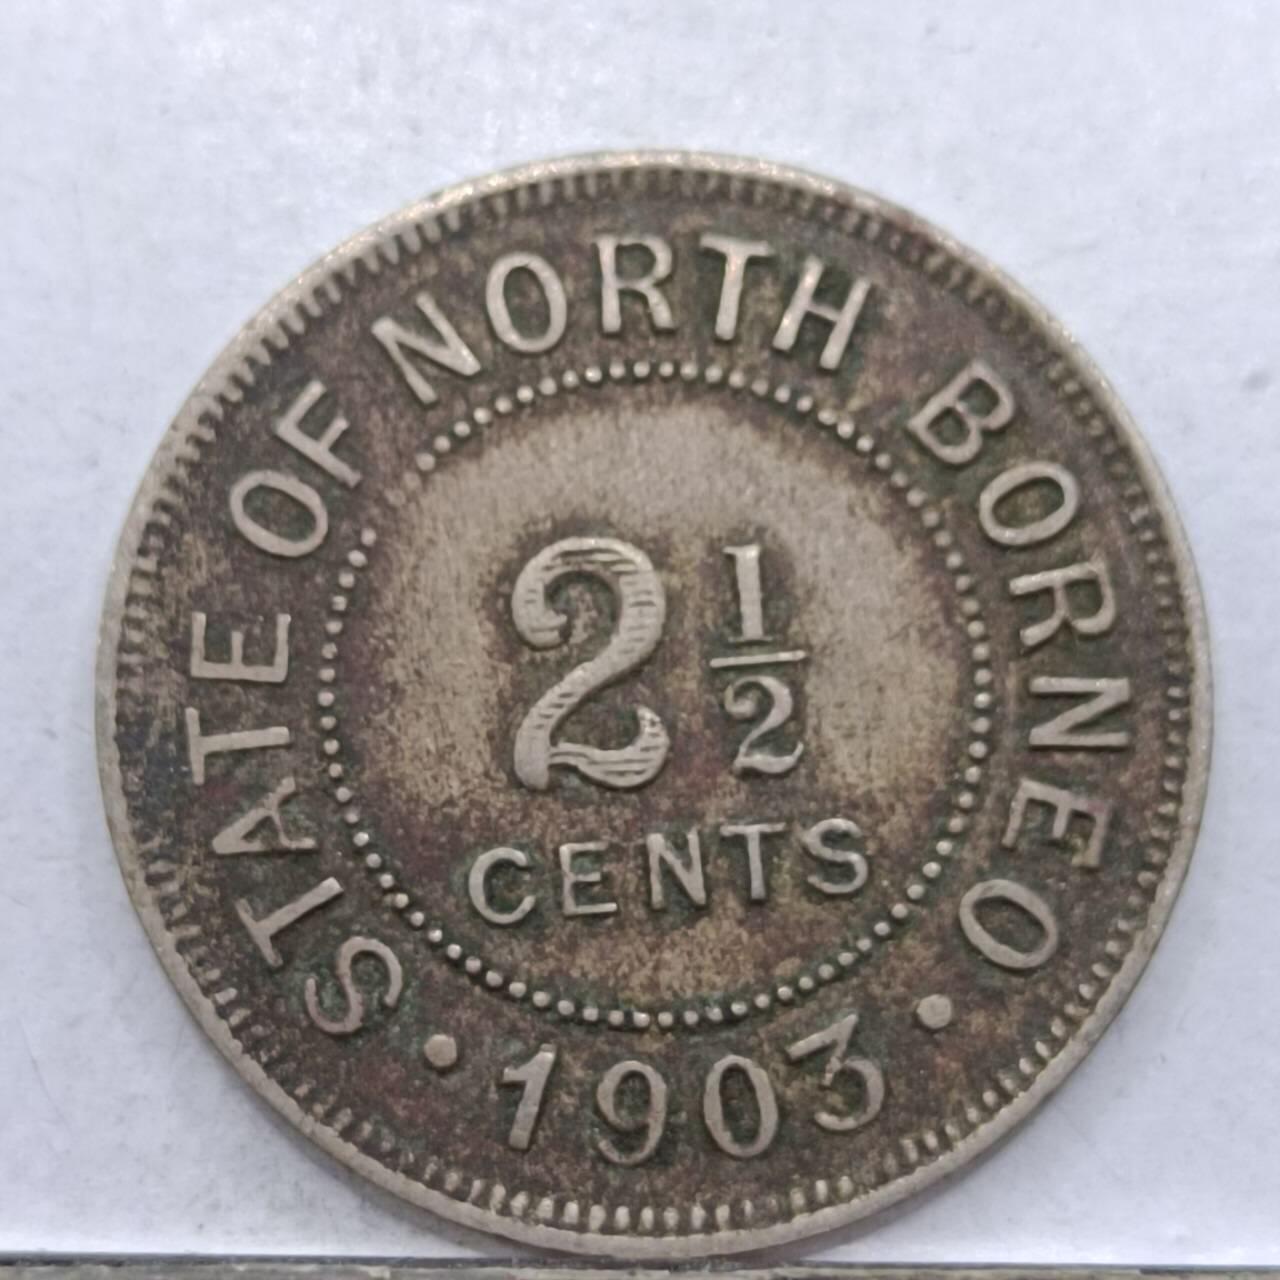 STATE OF NORTH BORNEO
2 1/2
CENTS
• 1903 •